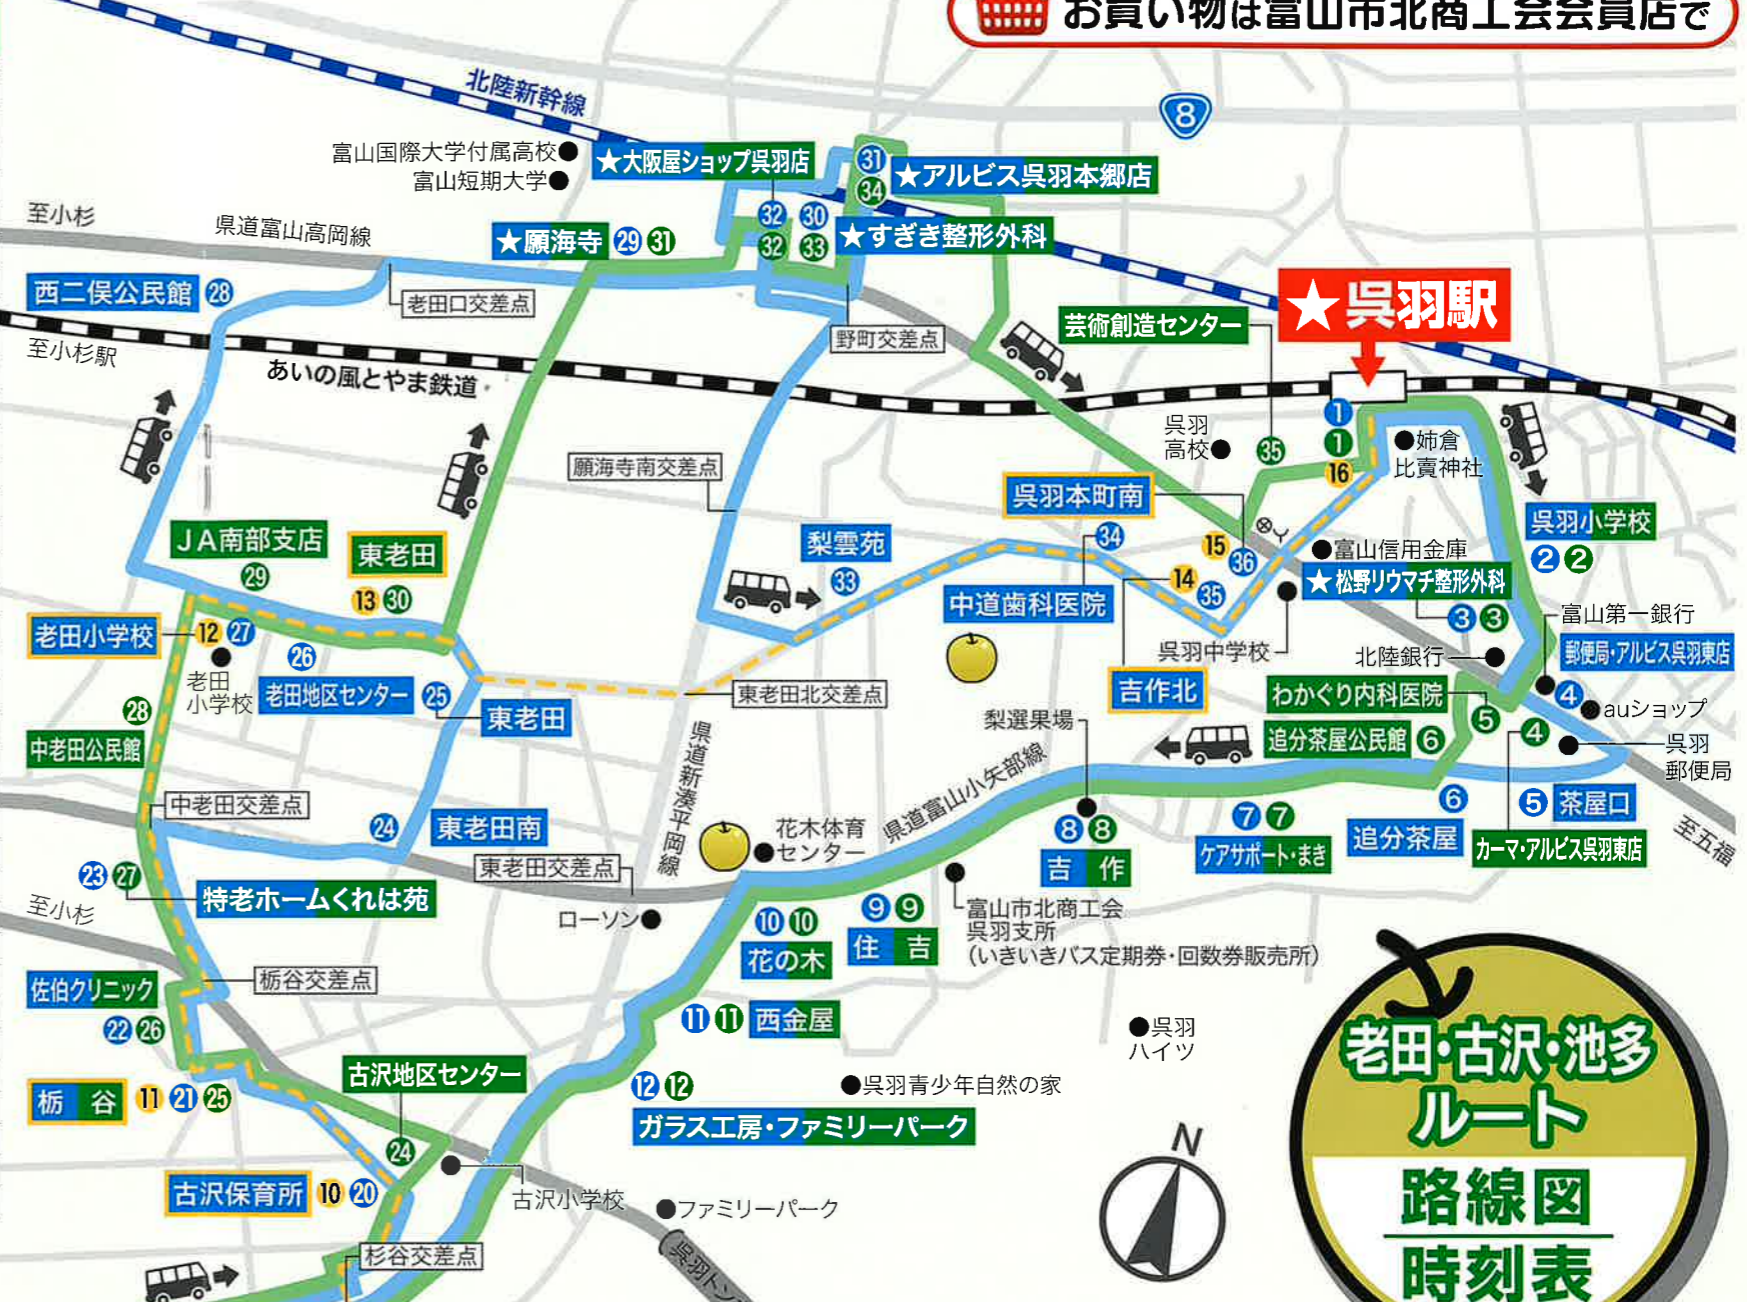 お買い物は富山市北商工会会員店で
北陸新幹線
8
富山国際大学付属高校
富山短期大学
★大阪屋ショップ呉羽店
31
34
★アルビス呉羽本郷店
至小杉
県道富山高岡線
★願海寺
29 31
32 30
32 33
★すぎき整形外科
西二俣公民館 28
老田口交差点
野町交差点
芸術創造センター
★呉羽駅
至小杉駅
あいの風とやま鉄道
呉羽
高校
35
1
1
16
姉倉
比賣神社
願海寺南交差点
呉羽本町南
34
15
36
呉羽小学校
2 2
JA南部支店
29
東老田
13 30
梨雲苑
33
富山信用金庫
★松野リウマチ整形外科
3 3
14
35
中道歯科医院
呉羽中学校
吉作北
北陸銀行
富山第一銀行
郵便局・アルビス呉羽東店
4
auショップ
老田小学校
12 27
老田
小学校
26
老田地区センター
25
東老田
東老田北交差点
わかぐり内科医院
5
4
追分茶屋公民館 6
呉羽
郵便局
28
中老田公民館
県道新湊平岡線
梨選果場
県道富山小矢部線
中老田交差点
24
東老田南
花木体育
センター
8 8
吉作
7 7
ケアサポート・まき
6
追分茶屋
5 茶屋口
カーマ・アルビス呉羽東店
至五福
東老田交差点
23 27
特老ホームくれは苑
至小杉
ローソン
10 10
花の木
9 9
住吉
富山市北商工会
呉羽支所
(いきいきバス定期券・回数券販売所)
栃谷交差点
佐伯クリニック
22 26
11 11 西金屋
呉羽
ハイツ
古沢地区センター
栃谷 11 21 25
12 12
呉羽青少年自然の家
ガラス工房・ファミリーパーク
24
古沢保育所 10 20
古沢小学校
ファミリーパーク
杉谷交差点
N
老田・古沢・池多
ルート
路線図
時刻表